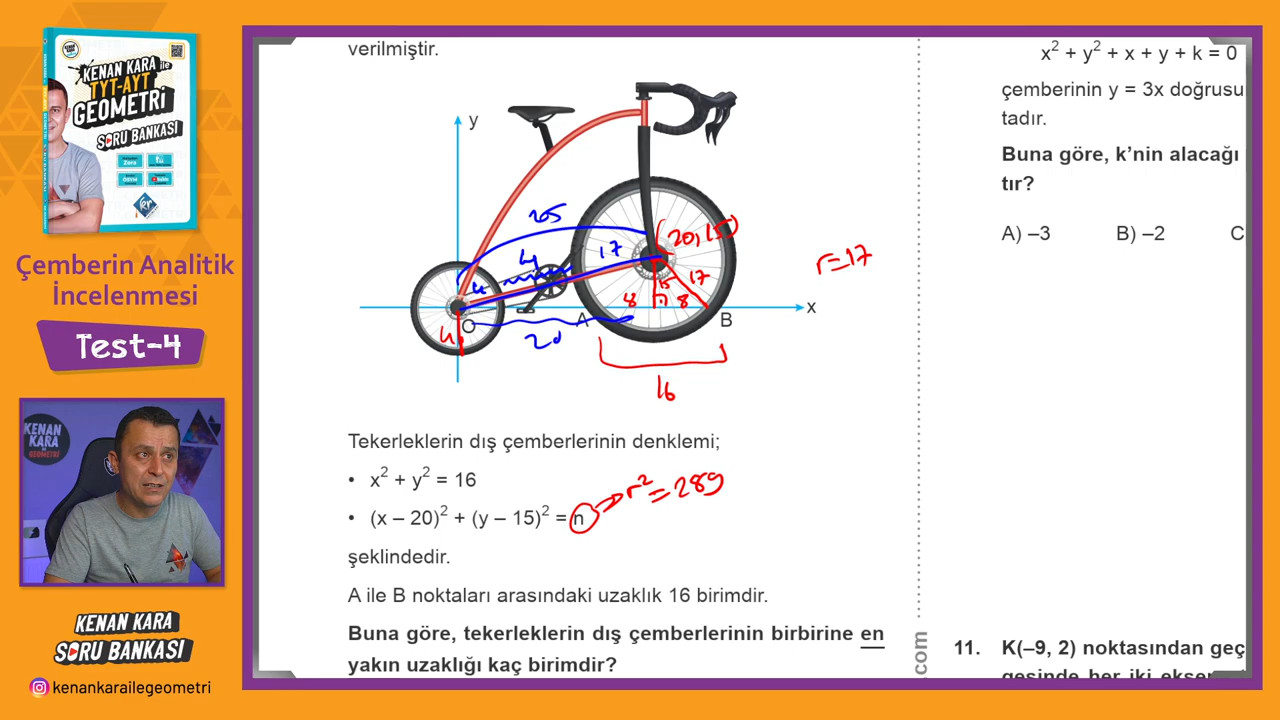 KENAN KARA ile
TYT-AYT
GEOMETRİ
SORU BANKASI
Çemberin Analitik
İncelenmesi
Test-4
KENAN KARA
GEOMETRİ
KENAN KARA
SORU BANKASI
kenankarailegeometri
verilmiştir.
y
205
(20,15)
17
4
4
r=17
17
15
8
8
x
O
A
B
4
20
16
Tekerleklerin dış çemberlerinin denklemi;
• x² + y² = 16
• (x – 20)² + (y – 15)² = n → r² = 289
şeklindedir.
A ile B noktaları arasındaki uzaklık 16 birimdir.
Buna göre, tekerleklerin dış çemberlerinin birbirine en
yakın uzaklığı kaç birimdir?
x² + y² + x + y + k = 0
çemberinin y = 3x doğrusu
tadır.
Buna göre, k’nin alacağı
tır?
A) –3 B) –2 C
.com
11. K(–9, 2) noktasından geç